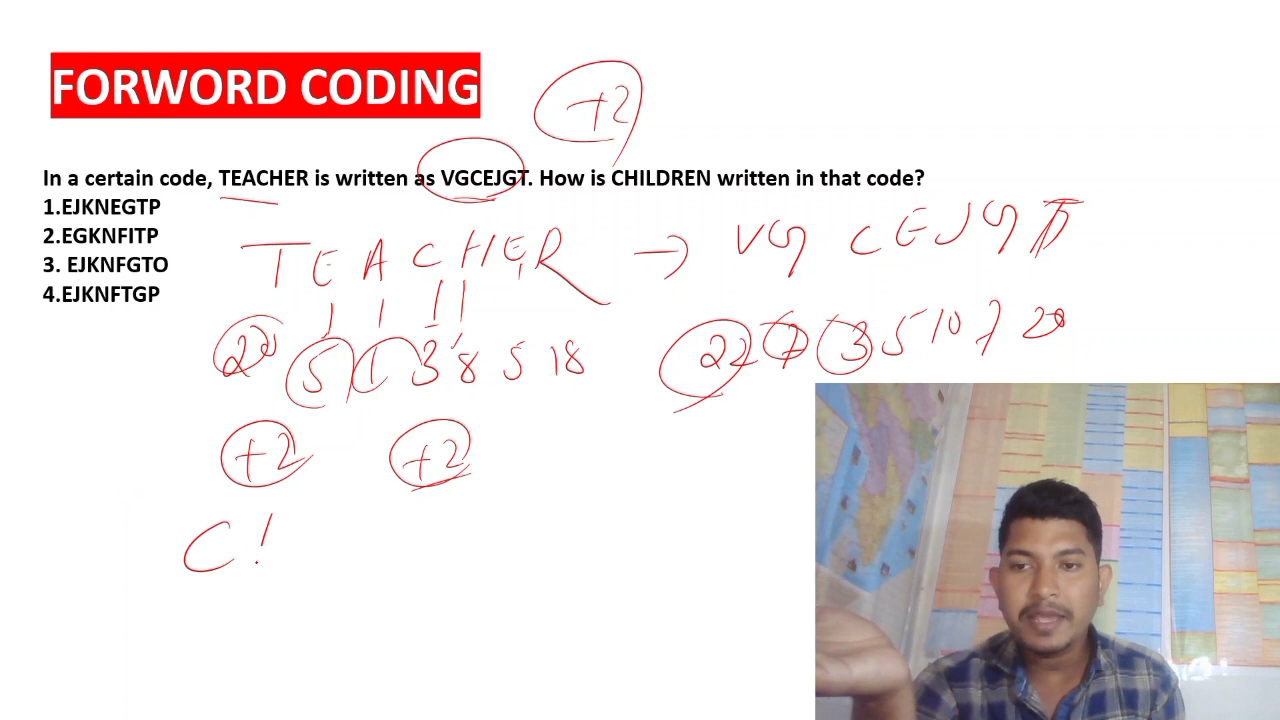 FORWORD CODING
+2
In a certain code, TEACHER is written as VGCEJGT. How is CHILDREN written in that code?
1.EJKNEGTP
2.EGKNFITP
3. EJKNFGTO
4.EJKNFTGP
TEACHER → VG CEJGT
20 5 1 3 8 5 18 22 7 3 5 10 7 20
+2 +2
C